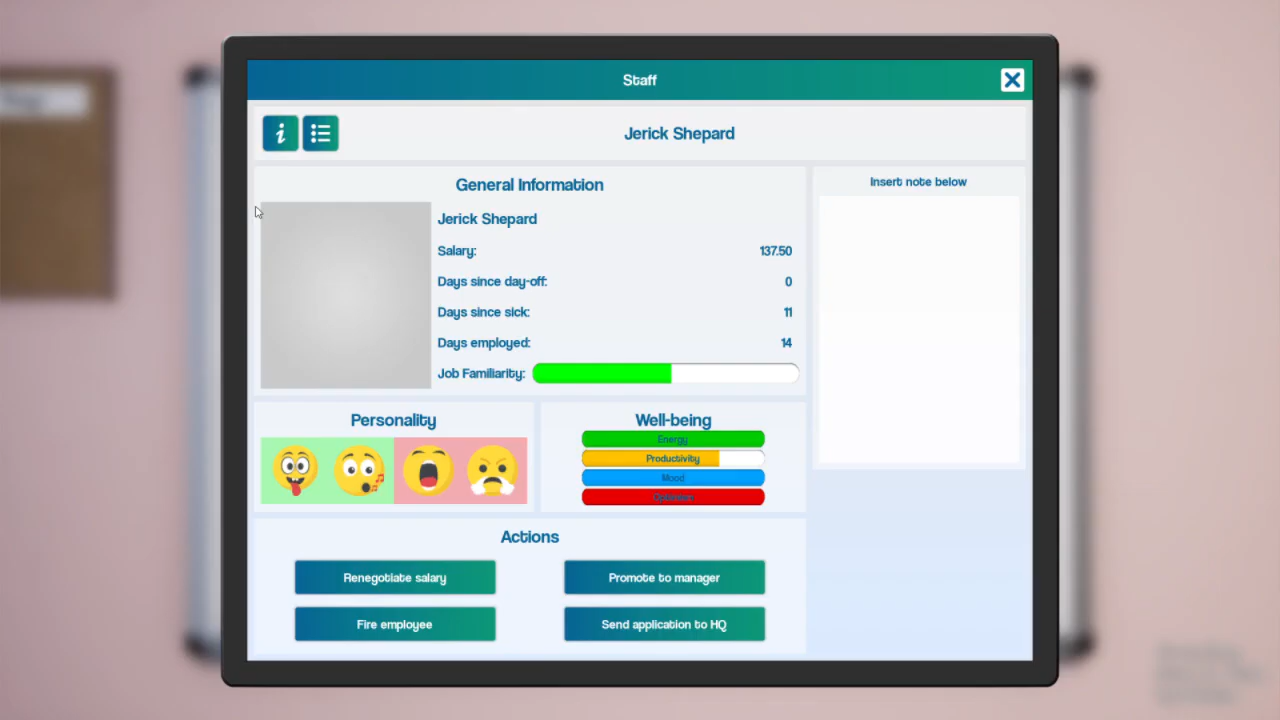 Staff
Jerick Shepard
General Information
Insert note below
Jerick Shepard
Salary: 137.50
Days since day-off: 0
Days since sick: 11
Days employed: 14
Job Familiarity:
Personality
Well-being
Energy
Productivity
Mood
Optimism
Actions
Renegotiate salary
Promote to manager
Fire employee
Send application to HQ